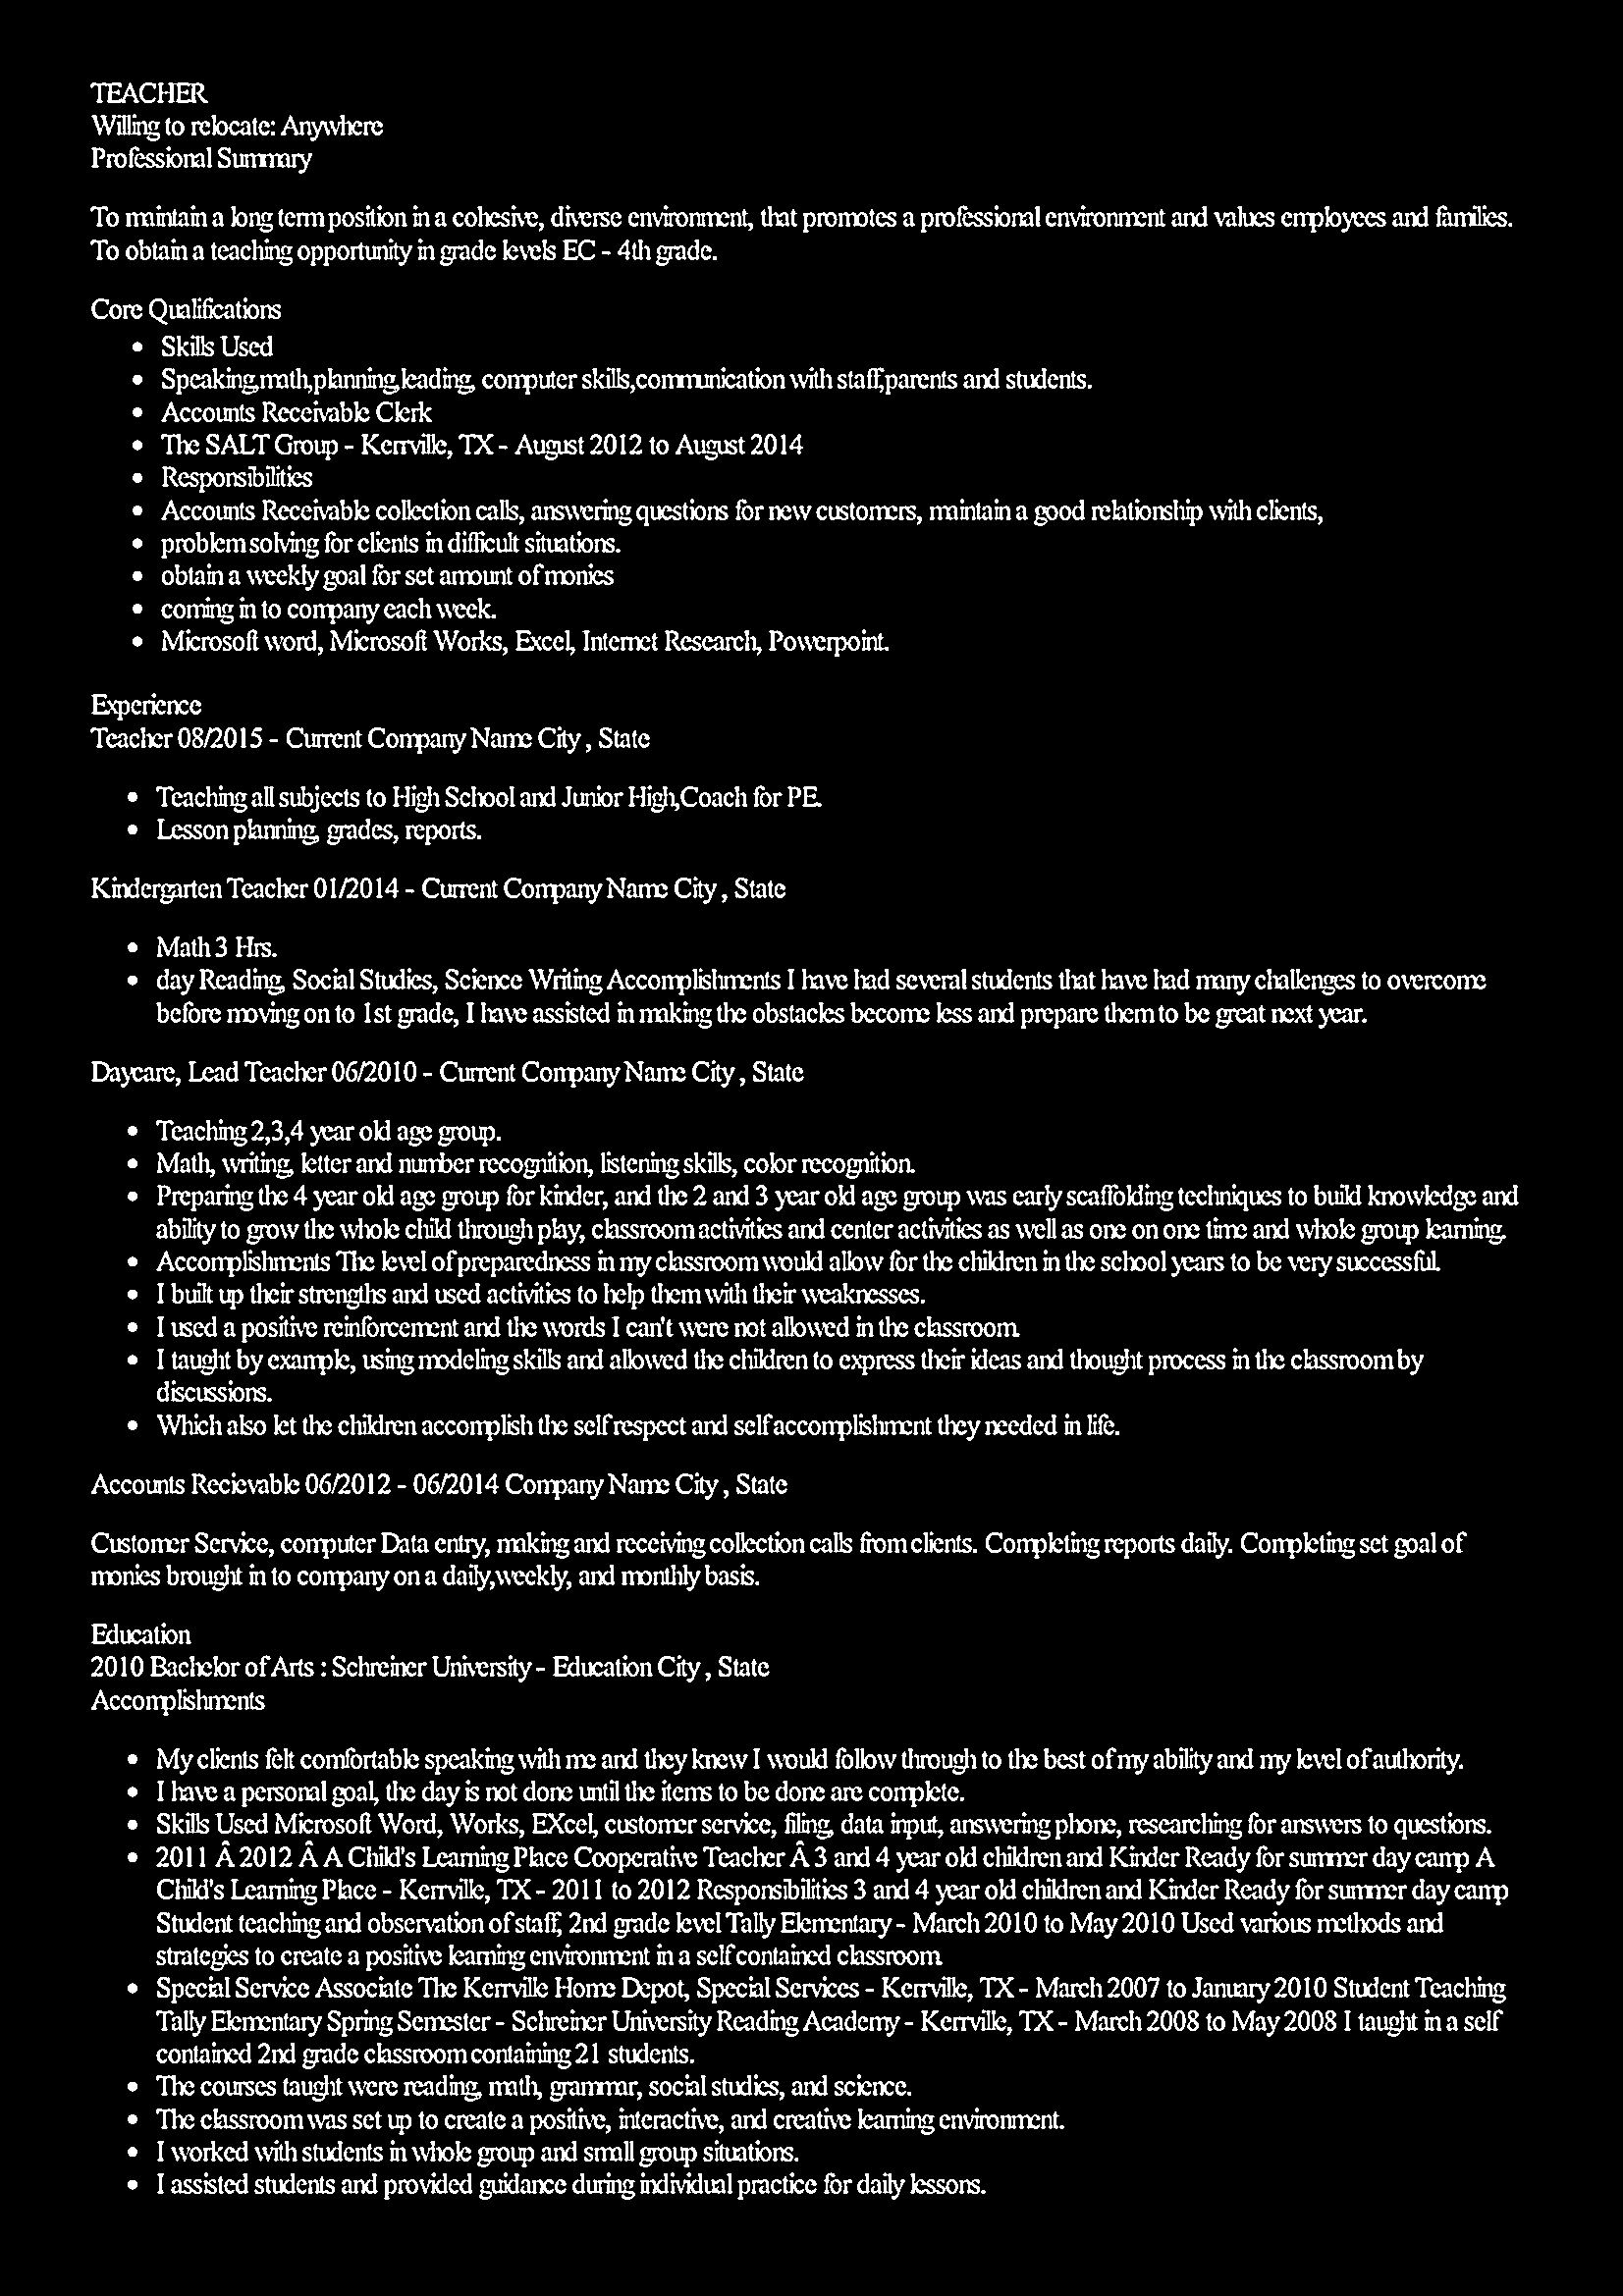 TEACHER
Willing to relocate: Anywhere
Professional Summary
To maintain a long term position in a cohesive, diverse environment, that promotes a professional environment and values employees and families.
To obtain a teaching opportunity in grade levels EC - 4th grade.
Core Qualifications
• Skills Used
• Speaking,math,planning,leading, computer skills,communication with staff,parents and students.
• Accounts Receivable Clerk
• The SALT Group - Kerrville, TX - August 2012 to August 2014
• Responsibilities
• Accounts Receivable collection calls, answering questions for new customers, maintain a good relationship with clients,
• problem solving for clients in difficult situations.
• obtain a weekly goal for set amount of monies
• coming in to company each week.
• Microsoft word, Microsoft Works, Excel, Internet Research, Powerpoint.
Experience
Teacher 08/2015 - Current Company Name City , State
• Teaching all subjects to High School and Junior High,Coach for PE.
• Lesson planning, grades, reports.
Kindergarten Teacher 01/2014 - Current Company Name City , State
• Math 3 Hrs.
• day Reading, Social Studies, Science Writing Accomplishments I have had several students that have had many challenges to overcome
before moving on to 1st grade, I have assisted in making the obstacles become less and prepare them to be great next year.
Daycare, Lead Teacher 06/2010 - Current Company Name City , State
• Teaching 2,3,4 year old age group.
• Math, writing, letter and number recognition, listening skills, color recognition.
• Preparing the 4 year old age group for kinder, and the 2 and 3 year old age group was early scaffolding techniques to build knowledge and
ability to grow the whole child through play, classroom activities and center activities as well as one on one time and whole group learning.
• Accomplishments The level of preparedness in my classroom would allow for the children in the school years to be very successful.
• I built up their strengths and used activities to help them with their weaknesses.
• I used a positive reinforcement and the words I can't were not allowed in the classroom.
• I taught by example, using modeling skills and allowed the children to express their ideas and thought process in the classroom by
discussions.
• Which also let the children accomplish the self respect and self accomplishment they needed in life.
Accounts Recievable 06/2012 - 06/2014 Company Name City , State
Customer Service, computer Data entry, making and receiving collection calls from clients. Completing reports daily. Completing set goal of
monies brought in to company on a daily,weekly, and monthly basis.
Education
2010 Bachelor of Arts : Schreiner University - Education City , State
Accomplishments
• My clients felt comfortable speaking with me and they knew I would follow through to the best of my ability and my level of authority.
• I have a personal goal, the day is not done until the items to be done are complete.
• Skills Used Microsoft Word, Works, EXcel, customer service, filing, data input, answering phone, researching for answers to questions.
• 2011 Â 2012 Â A Child's Learning Place Cooperative Teacher Â 3 and 4 year old children and Kinder Ready for summer day camp A
Child's Learning Place - Kerrville, TX - 2011 to 2012 Responsibilities 3 and 4 year old children and Kinder Ready for summer day camp
Student teaching and observation of staff, 2nd grade level Tally Elementary - March 2010 to May 2010 Used various methods and
strategies to create a positive learning environment in a self contained classroom.
• Special Service Associate The Kerrville Home Depot, Special Services - Kerrville, TX - March 2007 to January 2010 Student Teaching
Tally Elementary Spring Semester - Schreiner University Reading Academy - Kerrville, TX - March 2008 to May 2008 I taught in a self
contained 2nd grade classroom containing 21 students.
• The courses taught were reading, math, grammar, social studies, and science.
• The classroom was set up to create a positive, interactive, and creative learning environment.
• I worked with students in whole group and small group situations.
• I assisted students and provided guidance during individual practice for daily lessons.